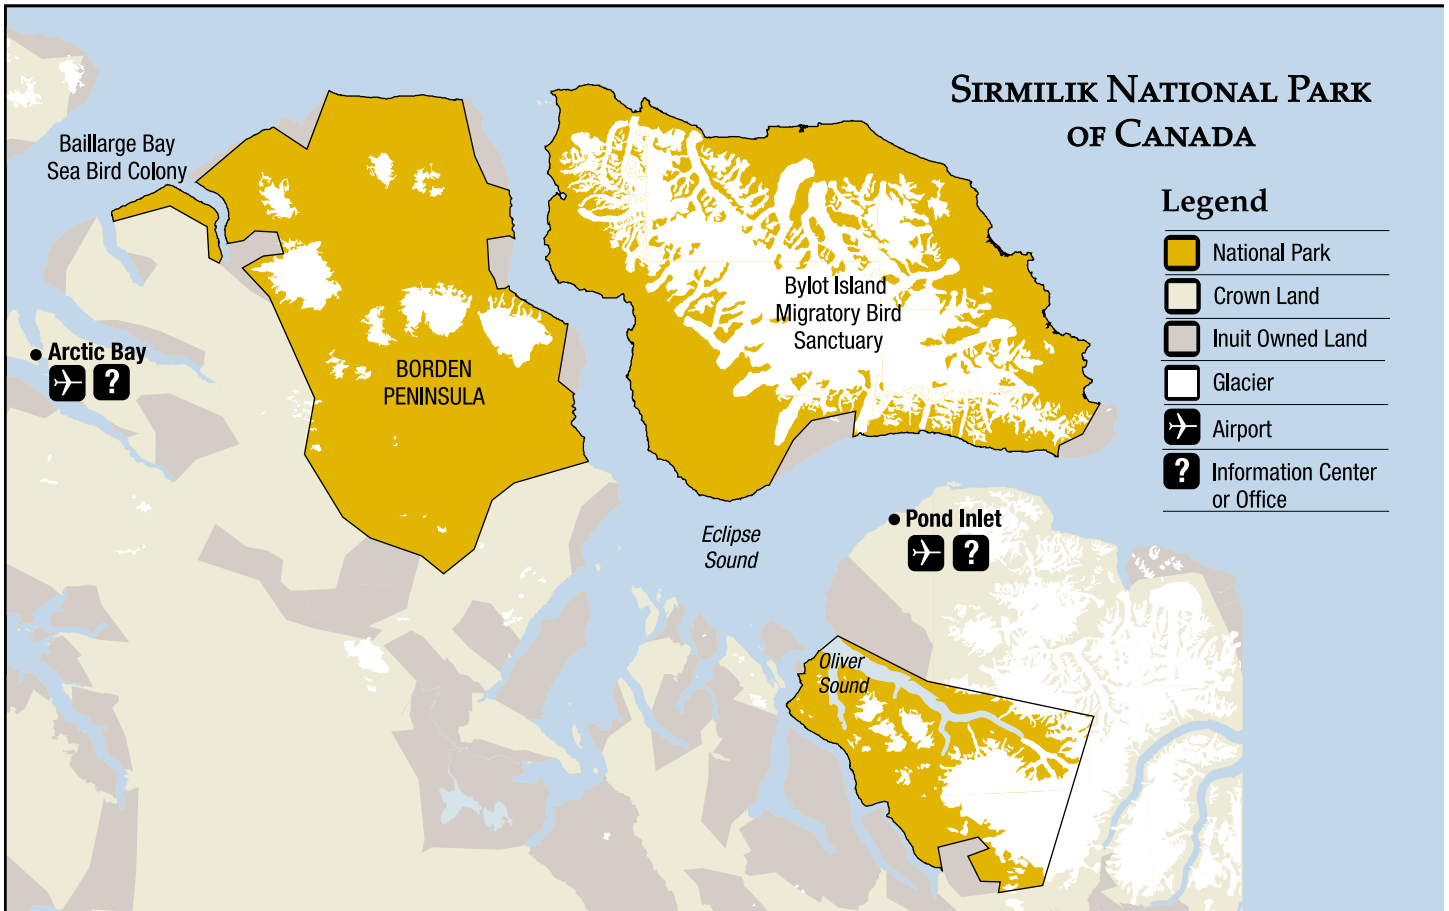 SIRMILIK NATIONAL PARK
OF CANADA
Baillarge Bay
Sea Bird Colony
Legend
National Park
Crown Land
Inuit Owned Land
Glacier
Airport
?
Information Center
or Office
Bylot Island
Migratory Bird
Sanctuary
Arctic Bay
?
BORDEN
PENINSULA
Eclipse
Sound
Pond Inlet
?
Oliver
Sound